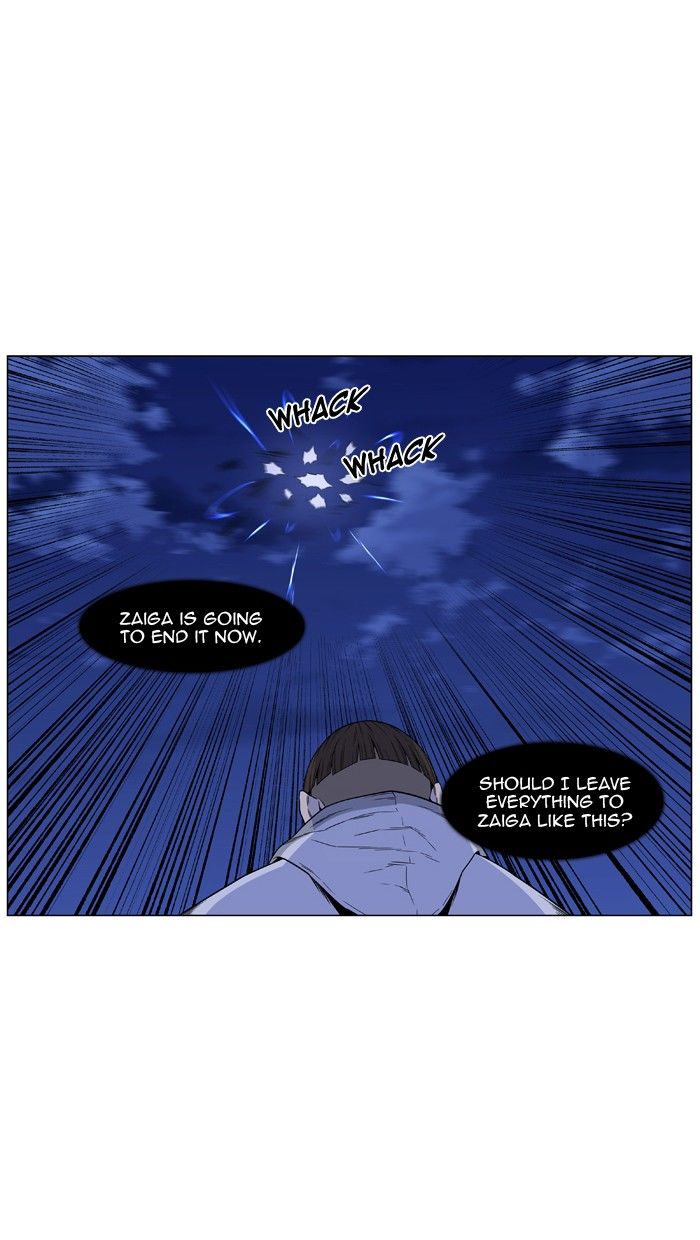 WHACK
WHACK
ZAIGA IS GOING
TO END IT NOW.
SHOULD I LEAVE
EVERYTHING TO
ZAIGA LIKE THIS?